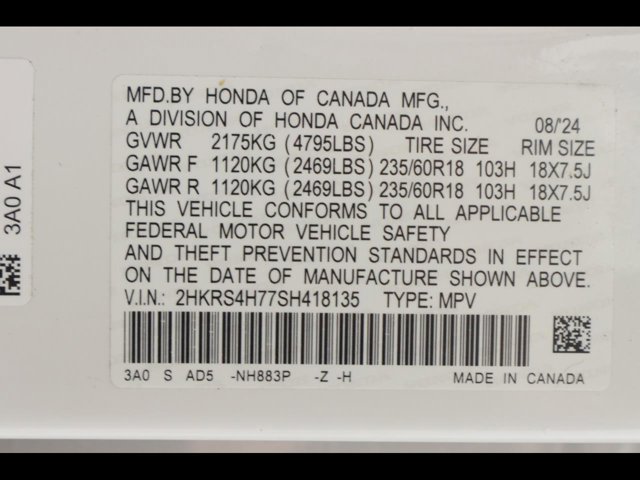 3A0 A1
MFD.BY HONDA OF CANADA MFG.,
A DIVISION OF HONDA CANADA INC. 08/'24
GVWR 2175KG (4795LBS) TIRE SIZE RIM SIZE
GAWR F 1120KG (2469LBS) 235/60R18 103H 18X7.5J
GAWR R 1120KG (2469LBS) 235/60R18 103H 18X7.5J
THIS VEHICLE CONFORMS TO ALL APPLICABLE
FEDERAL MOTOR VEHICLE SAFETY
AND THEFT PREVENTION STANDARDS IN EFFECT
ON THE DATE OF MANUFACTURE SHOWN ABOVE.
V.I.N.: 2HKRS4H77SH418135 TYPE: MPV
3A0 S AD5 -NH883P -Z -H MADE IN CANADA